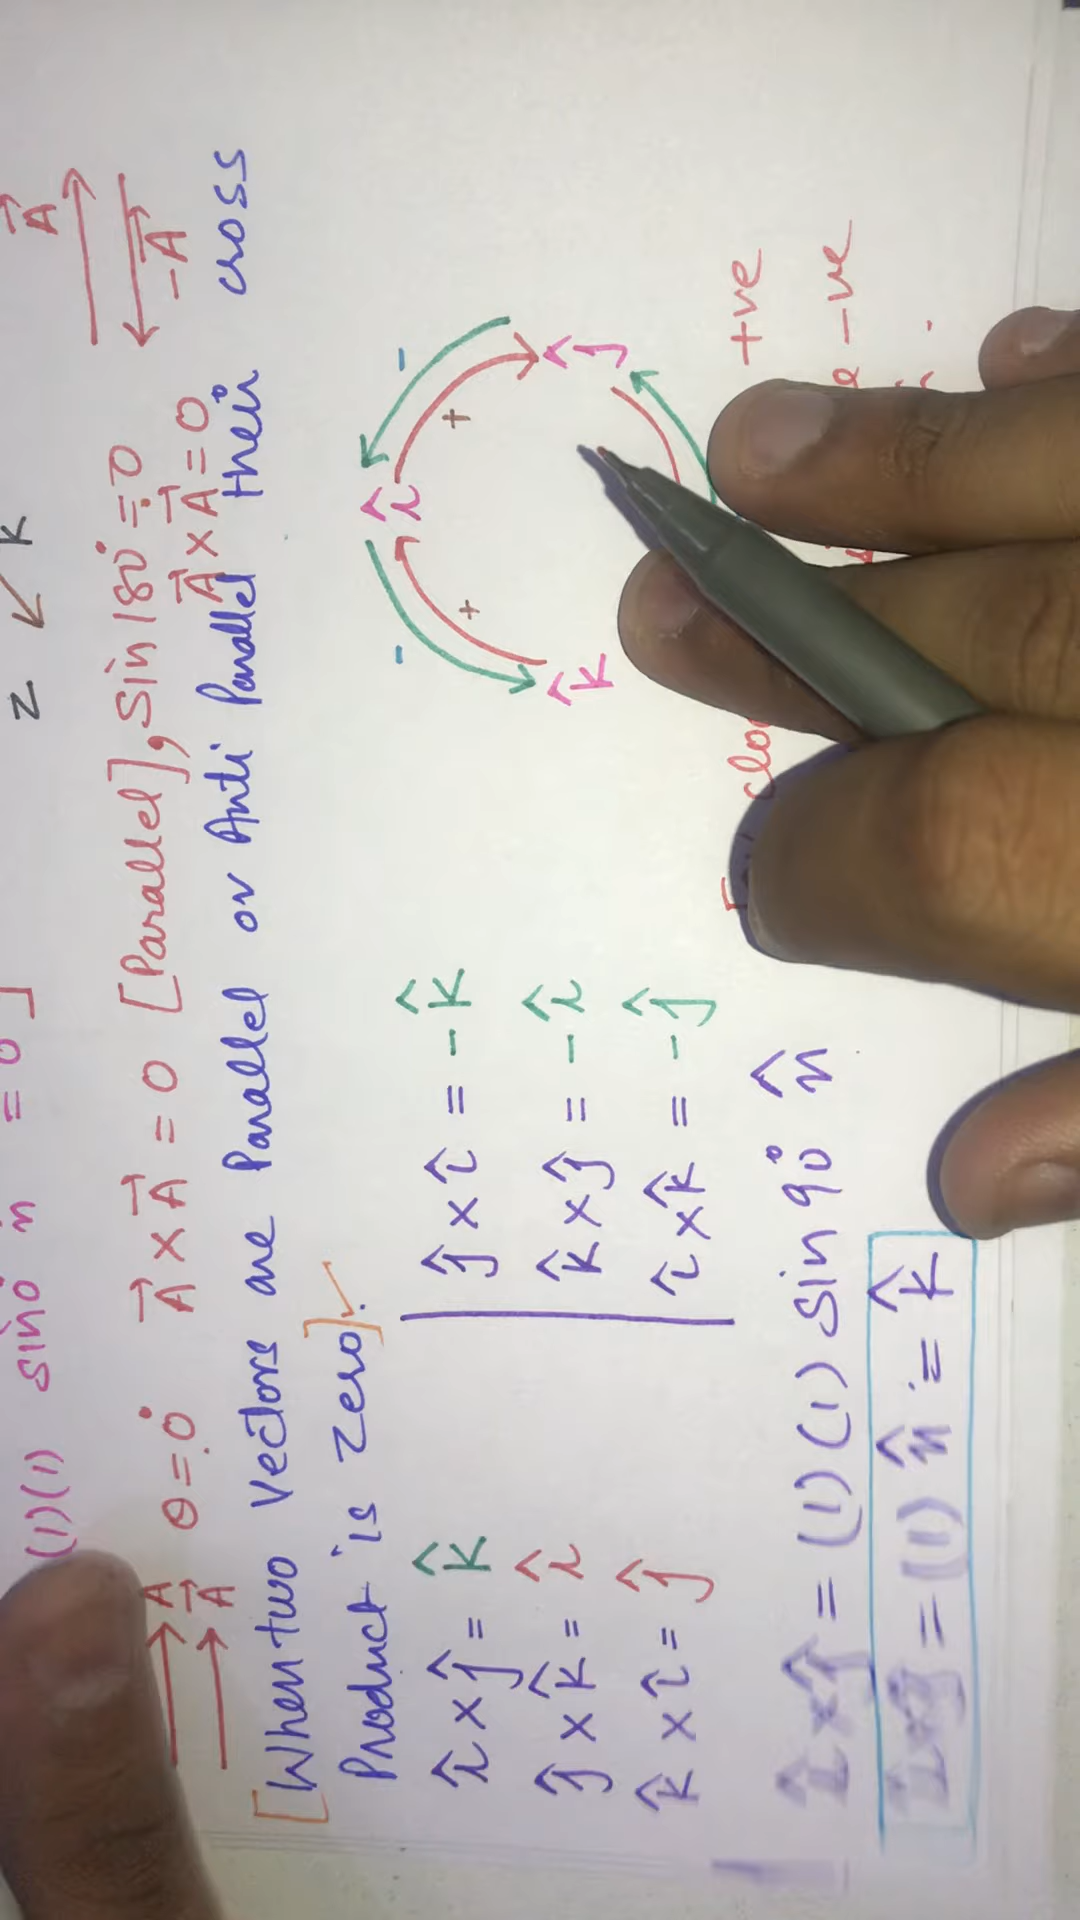 Z ↙ K
(1)(1) sin0° n̂ = 0 ]
A⃗
A⃗
θ = 0° A⃗ × A⃗ = 0 [Parallel], sin 180° = 0
A⃗ × A⃗ = 0
A⃗
-A⃗
[When two vectors are Parallel or Anti Parallel their cross
Product is zero]✓.
î × ĵ = k̂ | ĵ × î = -k̂
ĵ × k̂ = î | k̂ × ĵ = -î
k̂ × î = ĵ | î × k̂ = -ĵ
î
ĵ
k̂
+ +
- -
+ve
-ve
î × ĵ = (1)(1) sin 90° n̂
î × ĵ = (1) n̂ = k̂